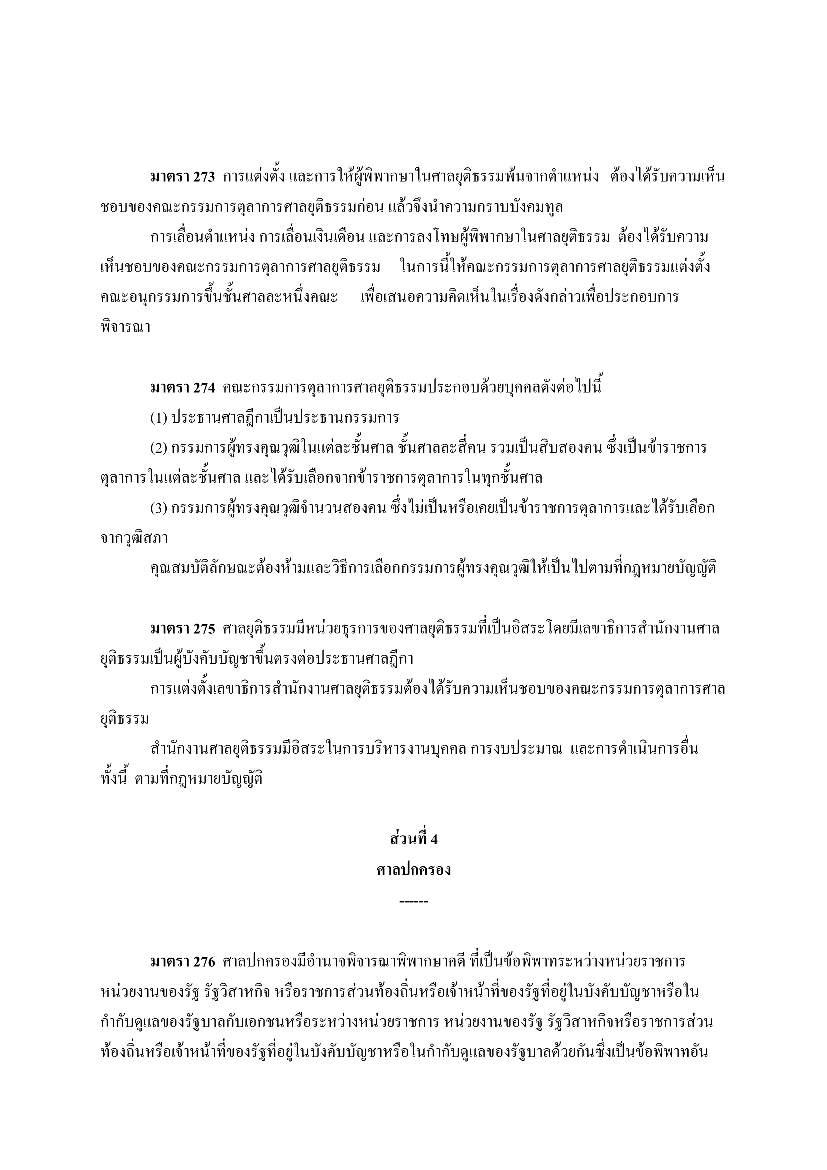 มาตรา 273 การแต่งตั้ง และการให้ผู้พิพากษาในศาลยุติธรรมพ้นจากตำแหน่ง ต้องได้รับความเห็น
ชอบของคณะกรรมการตุลาการศาลยุติธรรมก่อน แล้วจึงนำความกราบบังคมทูล
การเลื่อนตำแหน่ง การเลื่อนเงินเดือน และการลงโทษผู้พิพากษาในศาลยุติธรรม ต้องได้รับความ
เห็นชอบของคณะกรรมการตุลาการศาลยุติธรรม ในการนี้ให้คณะกรรมการตุลาการศาลยุติธรรมแต่งตั้ง
คณะอนุกรรมการขึ้นชั้นศาลละหนึ่งคณะ เพื่อเสนอความคิดเห็นในเรื่องดังกล่าวเพื่อประกอบการ
พิจารณา
มาตรา 274 คณะกรรมการตุลาการศาลยุติธรรมประกอบด้วยบุคคลดังต่อไปนี้
(1) ประธานศาลฎีกาเป็นประธานกรรมการ
(2) กรรมการผู้ทรงคุณวุฒิในแต่ละชั้นศาล ชั้นศาลละสี่คน รวมเป็นสิบสองคน ซึ่งเป็นข้าราชการ
ตุลาการในแต่ละชั้นศาล และได้รับเลือกจากข้าราชการตุลาการในทุกชั้นศาล
(3) กรรมการผู้ทรงคุณวุฒิจำนวนสองคน ซึ่งไม่เป็นหรือเคยเป็นข้าราชการตุลาการและได้รับเลือก
จากวุฒิสภา
คุณสมบัติลักษณะต้องห้ามและวิธีการเลือกกรรมการผู้ทรงคุณวุฒิให้เป็นไปตามที่กฎหมายบัญญัติ
มาตรา 275 ศาลยุติธรรมมีหน่วยธุรการของศาลยุติธรรมที่เป็นอิสระโดยมีเลขาธิการสำนักงานศาล
ยุติธรรมเป็นผู้บังคับบัญชาขึ้นตรงต่อประธานศาลฎีกา
การแต่งตั้งเลขาธิการสำนักงานศาลยุติธรรมต้องได้รับความเห็นชอบของคณะกรรมการตุลาการศาล
ยุติธรรม
สำนักงานศาลยุติธรรมมีอิสระในการบริหารงานบุคคล การงบประมาณ และการดำเนินการอื่น
ทั้งนี้ ตามที่กฎหมายบัญญัติ
ส่วนที่ 4
ศาลปกครอง
------
มาตรา 276 ศาลปกครองมีอำนาจพิจารณาพิพากษาคดี ที่เป็นข้อพิพาทระหว่างหน่วยราชการ
หน่วยงานของรัฐ รัฐวิสาหกิจ หรือราชการส่วนท้องถิ่นหรือเจ้าหน้าที่ของรัฐที่อยู่ในบังคับบัญชาหรือใน
กำกับดูแลของรัฐบาลกับเอกชนหรือระหว่างหน่วยราชการ หน่วยงานของรัฐ รัฐวิสาหกิจหรือราชการส่วน
ท้องถิ่นหรือเจ้าหน้าที่ของรัฐที่อยู่ในบังคับบัญชาหรือในกำกับดูแลของรัฐบาลด้วยกันซึ่งเป็นข้อพิพาทอัน